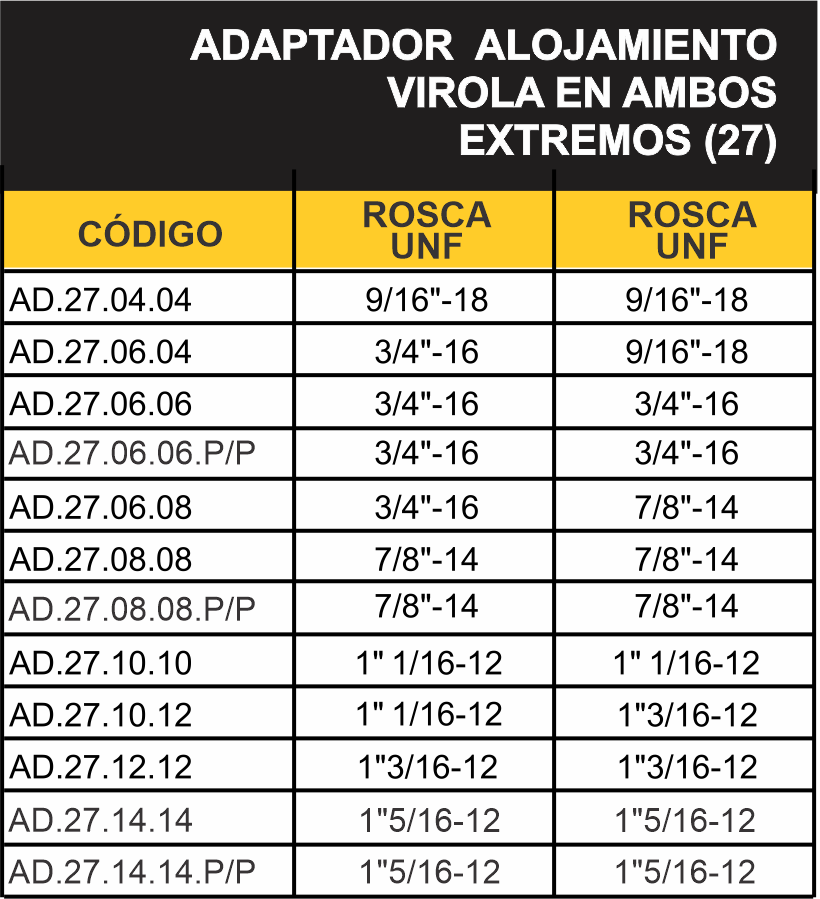 ADAPTADOR ALOJAMIENTO
VIROLA EN AMBOS
EXTREMOS (27)
CÓDIGO ROSCA UNF ROSCA UNF
AD.27.04.04 9/16"-18 9/16"-18
AD.27.06.04 3/4"-16 9/16"-18
AD.27.06.06 3/4"-16 3/4"-16
AD.27.06.06.P/P 3/4"-16 3/4"-16
AD.27.06.08 3/4"-16 7/8"-14
AD.27.08.08 7/8"-14 7/8"-14
AD.27.08.08.P/P 7/8"-14 7/8"-14
AD.27.10.10 1" 1/16-12 1" 1/16-12
AD.27.10.12 1" 1/16-12 1"3/16-12
AD.27.12.12 1"3/16-12 1"3/16-12
AD.27.14.14 1"5/16-12 1"5/16-12
AD.27.14.14.P/P 1"5/16-12 1"5/16-12